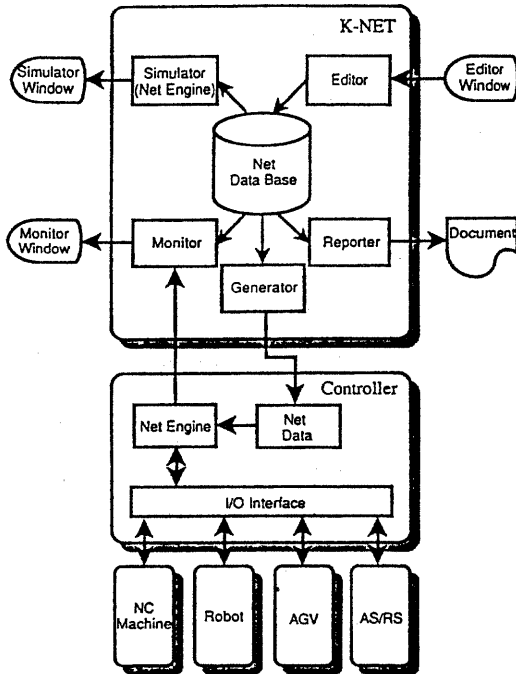 K-NET
Simulator
Window
Simulator
(Net Engine)
Editor
Editor
Window
Net
Data Base
Monitor
Window
Monitor
Reporter
Document
Generator
Controller
Net Engine
Net
Data
I/O Interface
NC
Machine
Robot
AGV
AS/RS